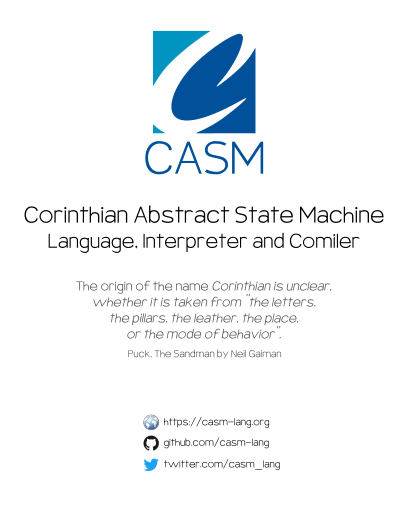 CASM
Corinthian Abstract State Machine
Language, Interpreter and Comiler
The origin of the name Corinthian is unclear,
whether it is taken from "the letters,
the pillars, the leather, the place,
or the mode of behavior".
Puck, The Sandman by Neil Gaiman
https://casm-lang.org
github.com/casm-lang
twitter.com/casm_lang